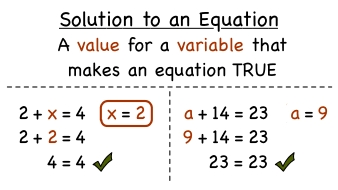 Solution to an Equation
A value for a variable that
makes an equation TRUE
2 + x = 4 x = 2
2 + 2 = 4
4 = 4 ✓
a + 14 = 23 a = 9
9 + 14 = 23
23 = 23 ✓